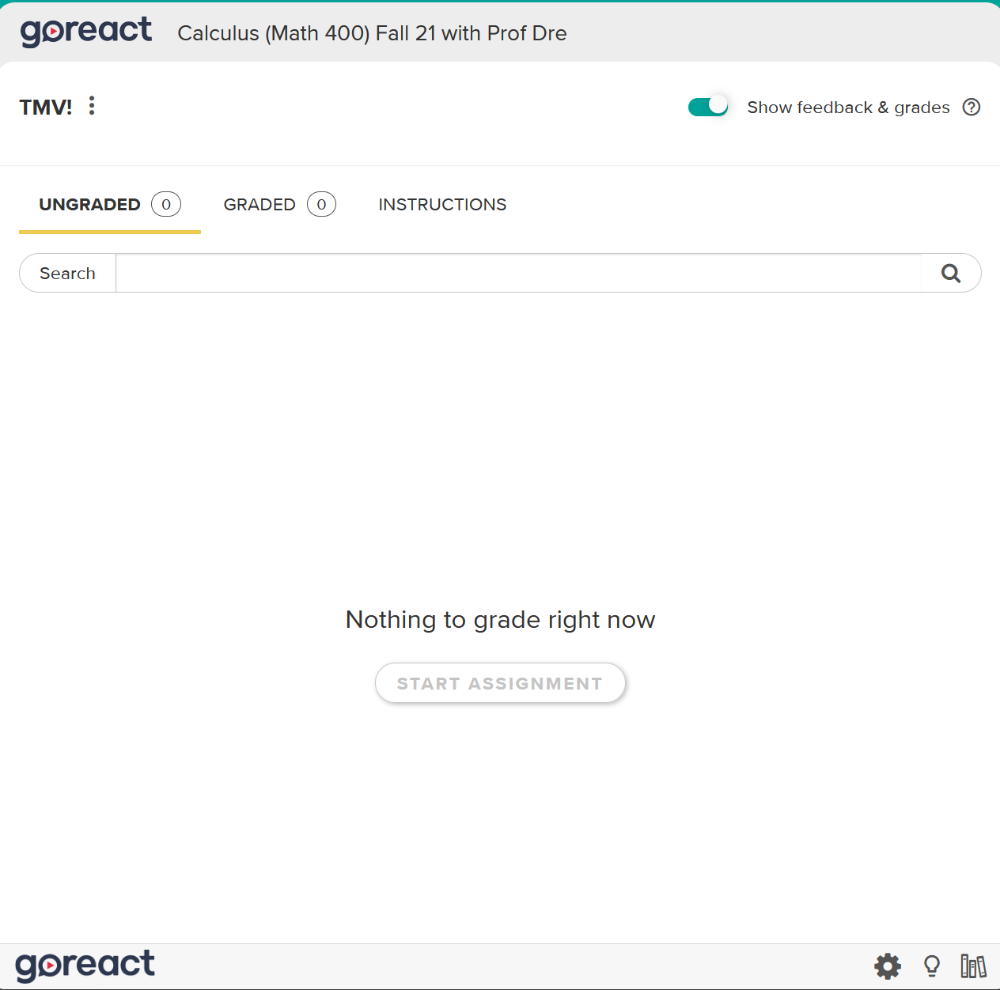 goreact Calculus (Math 400) Fall 21 with Prof Dre
TMV! Show feedback & grades ?
UNGRADED 0 GRADED 0 INSTRUCTIONS
Search
Nothing to grade right now
START ASSIGNMENT
goreact